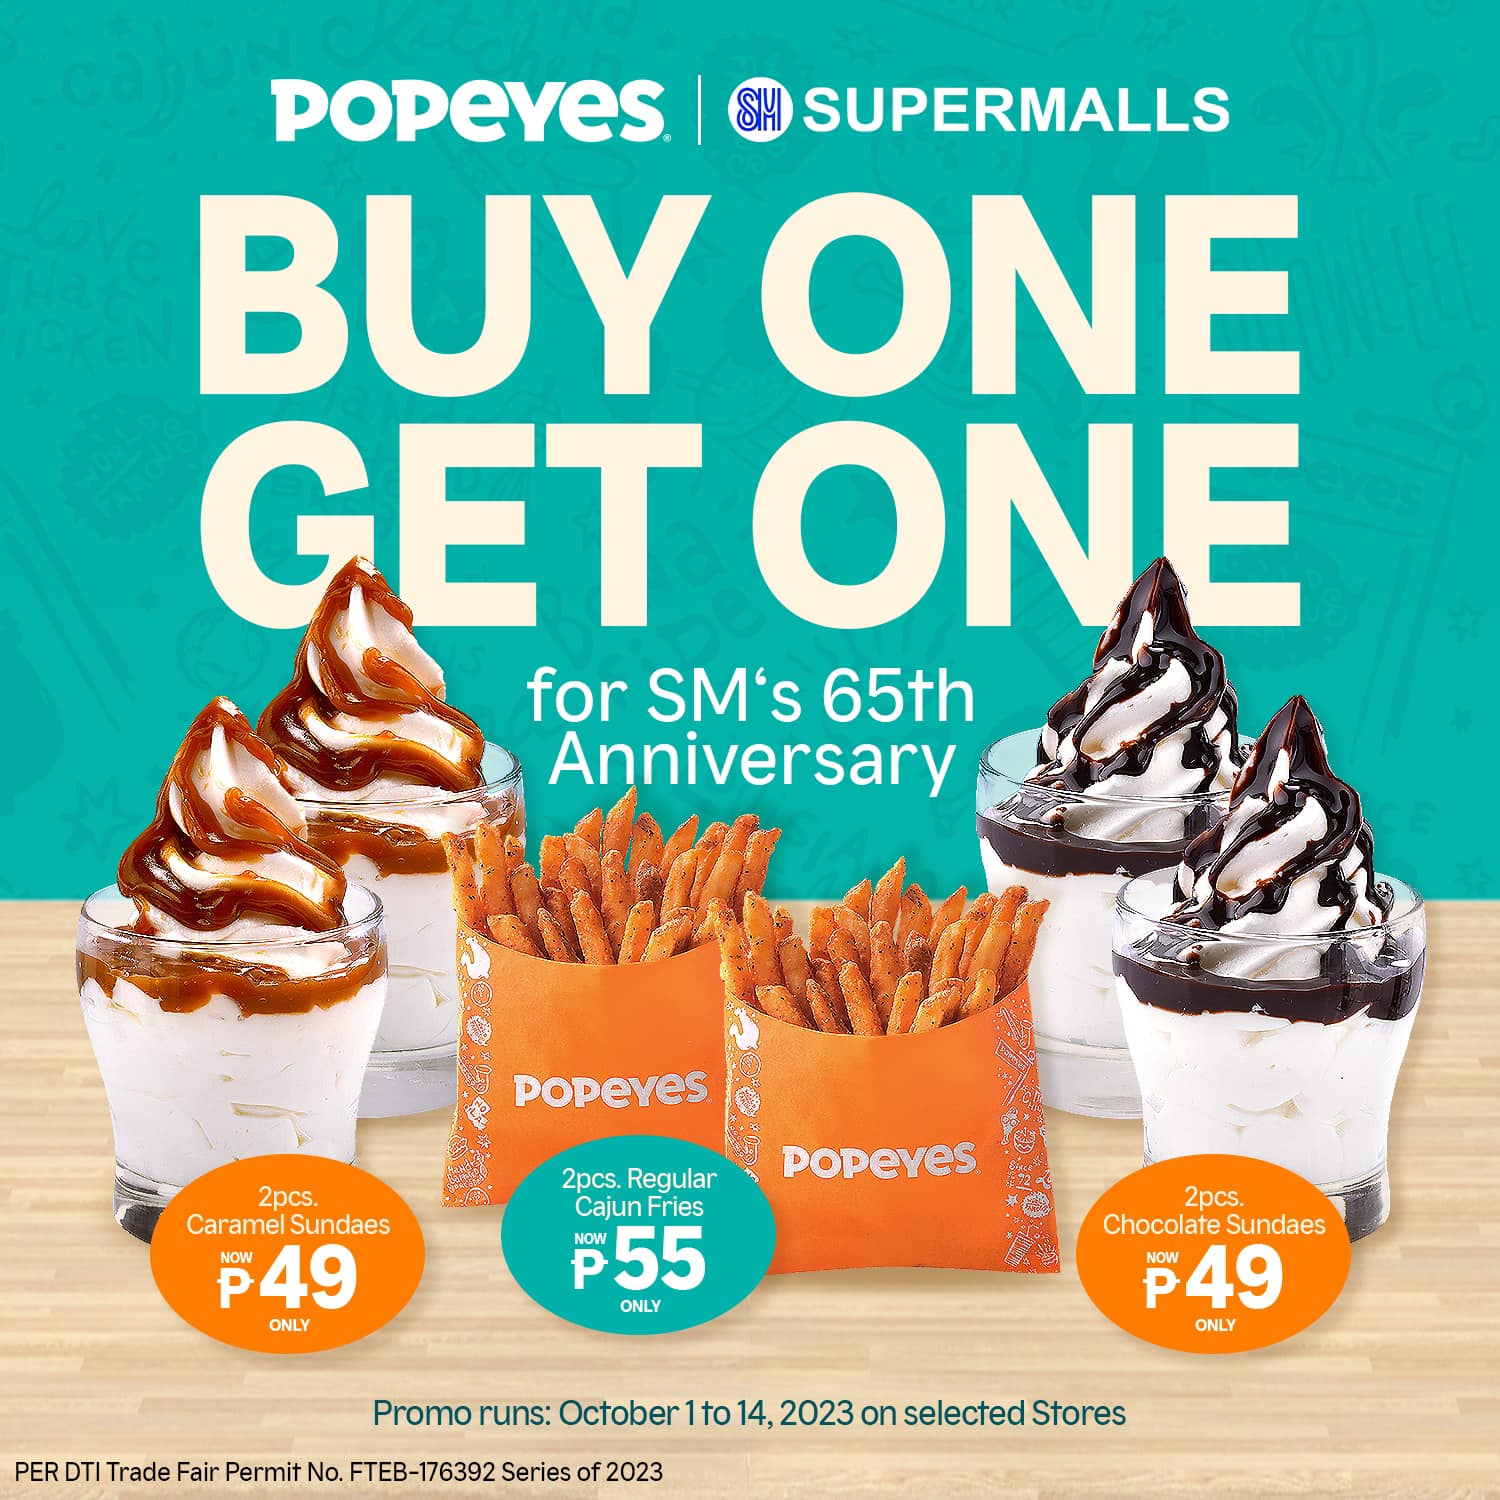 POPEYES | SM SUPERMALLS
BUY ONE
GET ONE
for SM‘s 65th
Anniversary
POPEYES
POPEYES
2pcs.
Caramel Sundaes
NOW
₱49
ONLY
2pcs. Regular
Cajun Fries
NOW
₱55
ONLY
2pcs.
Chocolate Sundaes
NOW
₱49
ONLY
Promo runs: October 1 to 14, 2023 on selected Stores
PER DTI Trade Fair Permit No. FTEB-176392 Series of 2023